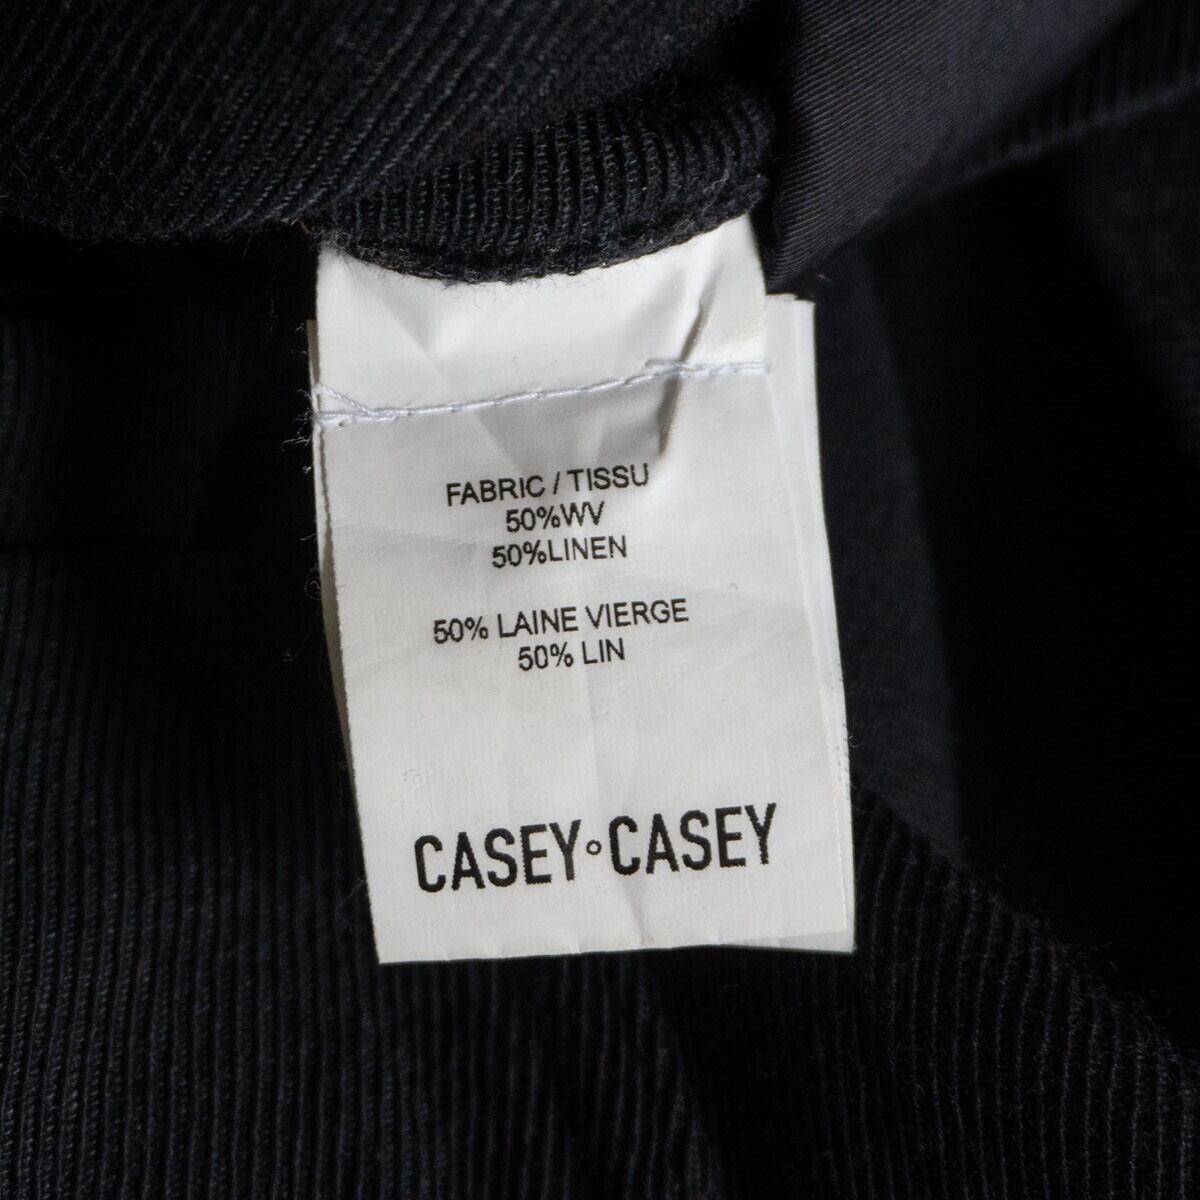 FABRIC / TISSU
50%WV
50%LINEN
50% LAINE VIERGE
50% LIN
CASEY°CASEY